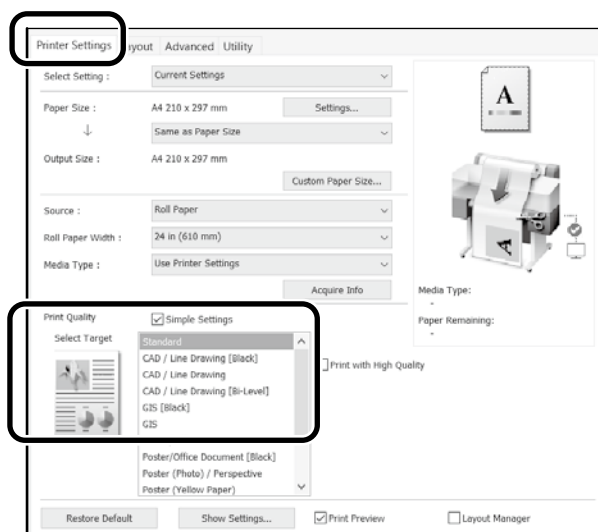 Printer Settings yout Advanced Utility
Select Setting : Current Settings
Paper Size : A4 210 x 297 mm Settings...
↓ Same as Paper Size
Output Size : A4 210 x 297 mm
Custom Paper Size...
Source : Roll Paper
Roll Paper Width : 24 in (610 mm)
Media Type : Use Printer Settings
Acquire Info
A
A
Media Type:
-
Paper Remaining:
-
Print Quality Simple Settings
Select Target Standard
CAD / Line Drawing [Black]
CAD / Line Drawing
CAD / Line Drawing [Bi-Level]
GIS [Black]
GIS
Poster/Office Document [Black]
Poster (Photo) / Perspective
Poster (Yellow Paper)
Print with High Quality
Restore Default Show Settings... Print Preview Layout Manager